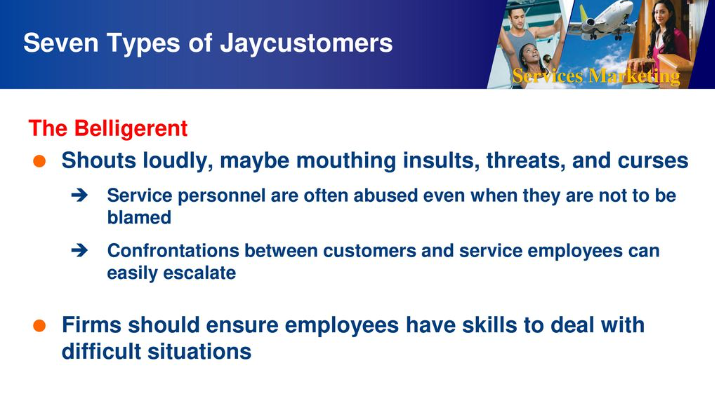 Seven Types of Jaycustomers
Services Marketing
The Belligerent
Shouts loudly, maybe mouthing insults, threats, and curses
Service personnel are often abused even when they are not to be
blamed
Confrontations between customers and service employees can
easily escalate
Firms should ensure employees have skills to deal with
difficult situations